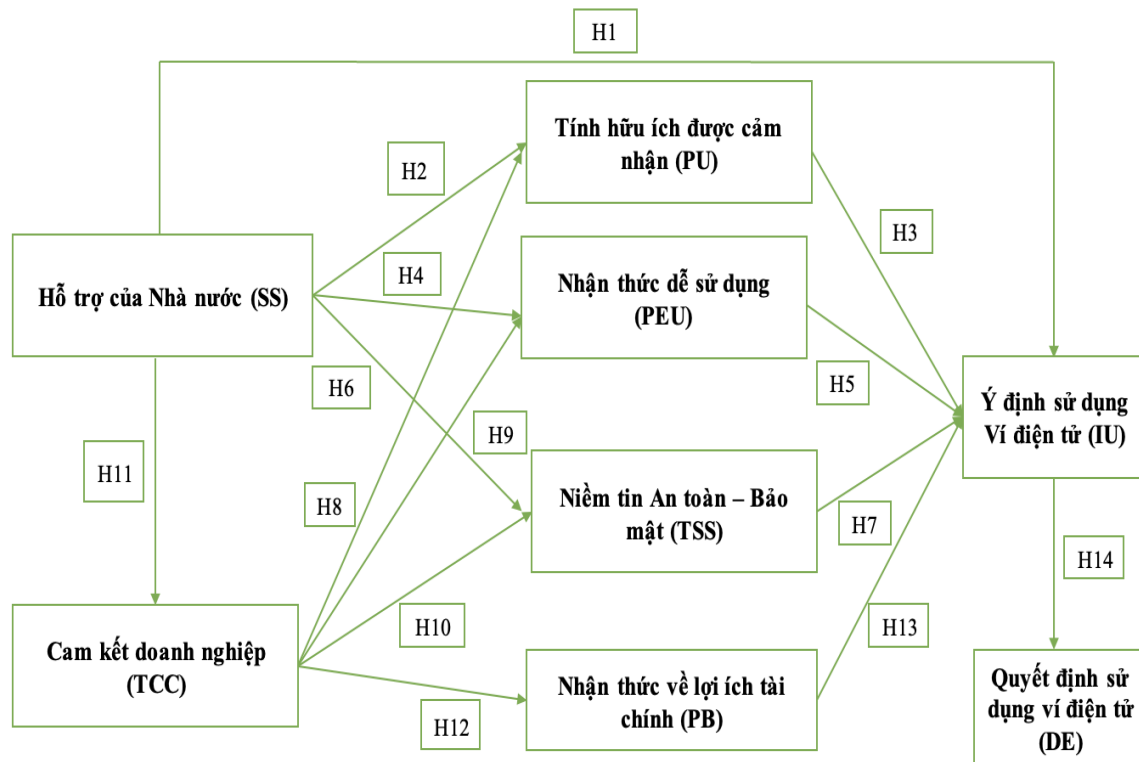 H1
Tính hữu ích được cảm
nhận (PU)
H2
H3
Hỗ trợ của Nhà nước (SS)
H4
Nhận thức dễ sử dụng
(PEU)
H6
H5
Ý định sử dụng
Ví điện tử (IU)
H9
H11
H8
Niềm tin An toàn – Bảo
mật (TSS)
H7
H14
H10
H13
Cam kết doanh nghiệp
(TCC)
H12
Nhận thức về lợi ích tài
chính (PB)
Quyết định sử
dụng ví điện tử
(DE)